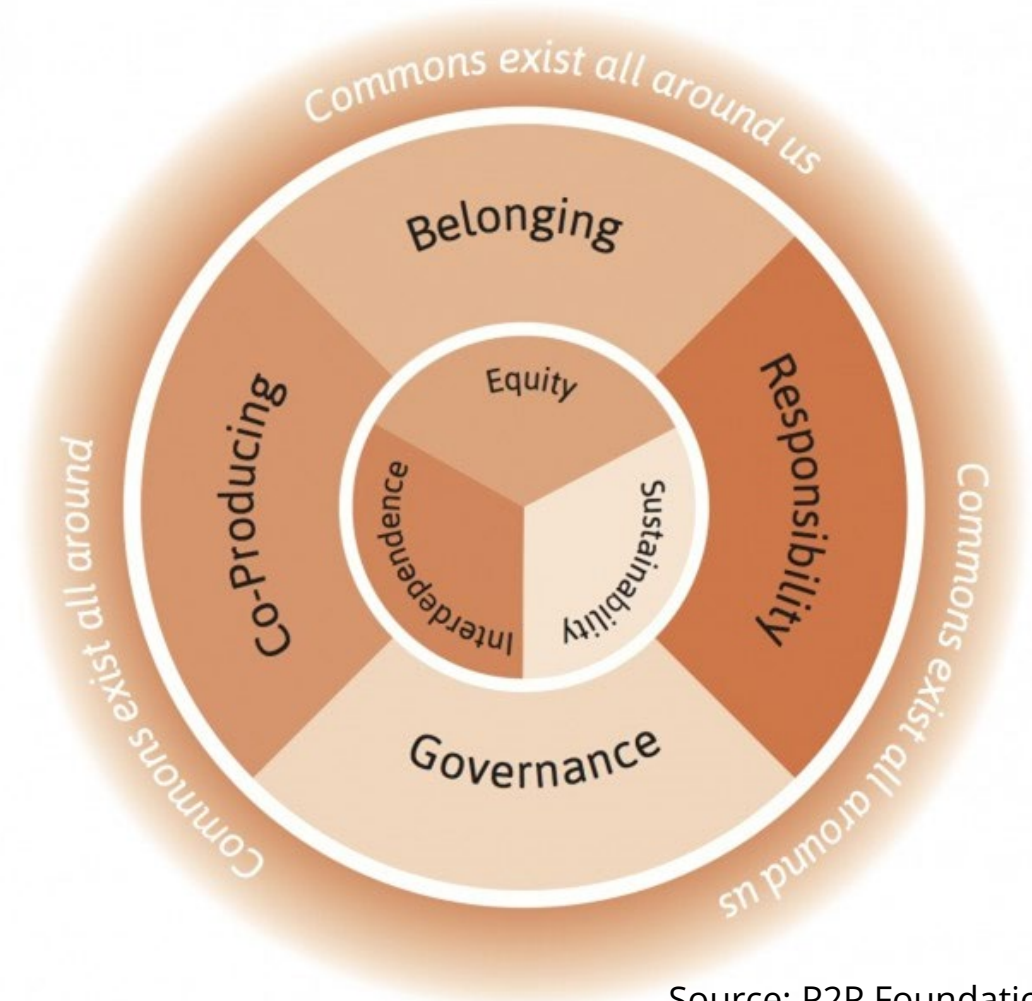 Commons exist all around us
Belonging
Equity
Co-Producing
Responsibility
Interdependence
Sustainability
Governance
Commons exist all around
Commons exist all around us
Source: P2P Foundatio